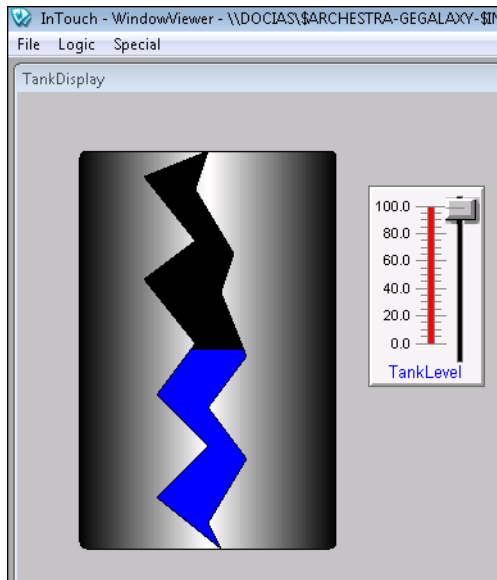 InTouch - WindowViewer - \\DOCIAS\$ARCHESTRA-GEGALAXY-$IN
File Logic Special
TankDisplay
100.0
80.0
60.0
40.0
20.0
0.0
TankLevel